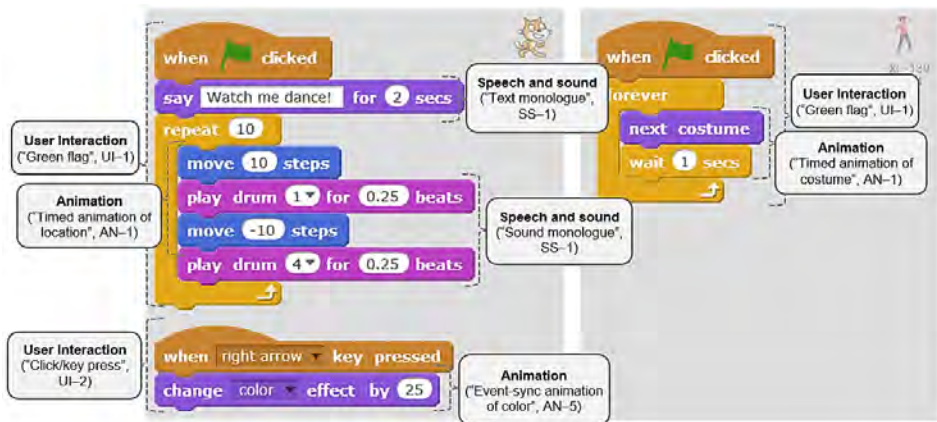 when clicked
say Watch me dance! for 2 secs
repeat 10
move 10 steps
play drum 1 for 0.25 beats
move -10 steps
play drum 4 for 0.25 beats
when right arrow key pressed
change color effect by 25
User Interaction
("Green flag", UI–1)
Animation
("Timed animation of
location", AN–1)
User Interaction
("Click/key press",
UI–2)
Speech and sound
("Text monologue",
SS–1)
Speech and sound
("Sound monologue",
SS–1)
Animation
("Event-sync animation
of color", AN–5)
when clicked
forever
next costume
wait 1 secs
User Interaction
("Green flag", UI–1)
Animation
("Timed animation of
costume", AN–1)